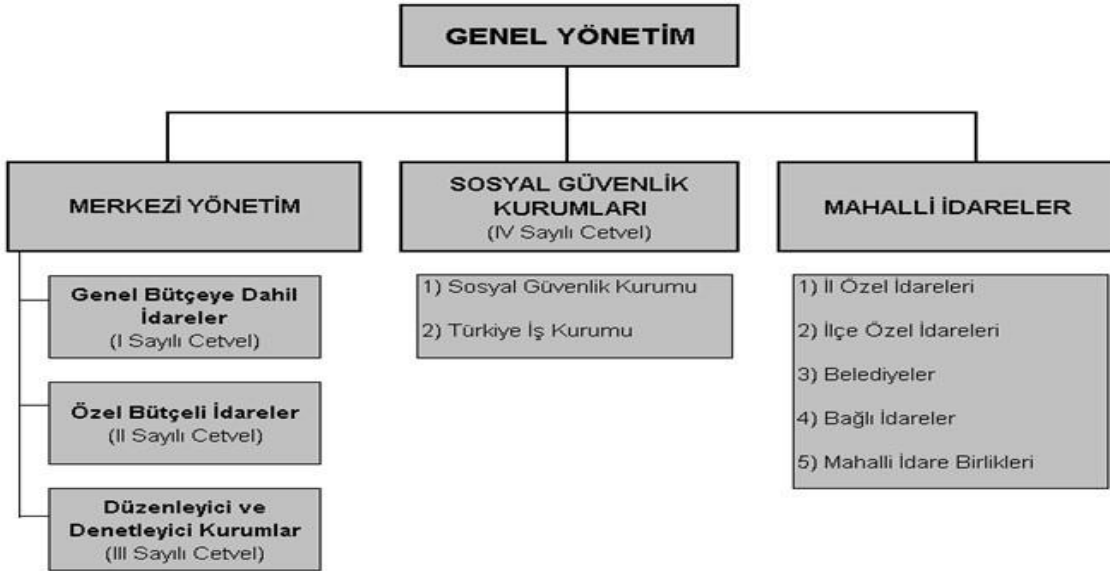 GENEL YÖNETİM
MERKEZİ YÖNETİM
SOSYAL GÜVENLİK
KURUMLARI
(IV Sayılı Cetvel)
MAHALLİ İDARELER
Genel Bütçeye Dahil
İdareler
(I Sayılı Cetvel)
Özel Bütçeli İdareler
(II Sayılı Cetvel)
Düzenleyici ve
Denetleyici Kurumlar
(III Sayılı Cetvel)
1) Sosyal Güvenlik Kurumu
2) Türkiye İş Kurumu
1) İl Özel İdareleri
2) İlçe Özel İdareleri
3) Belediyeler
4) Bağlı İdareler
5) Mahalli İdare Birlikleri